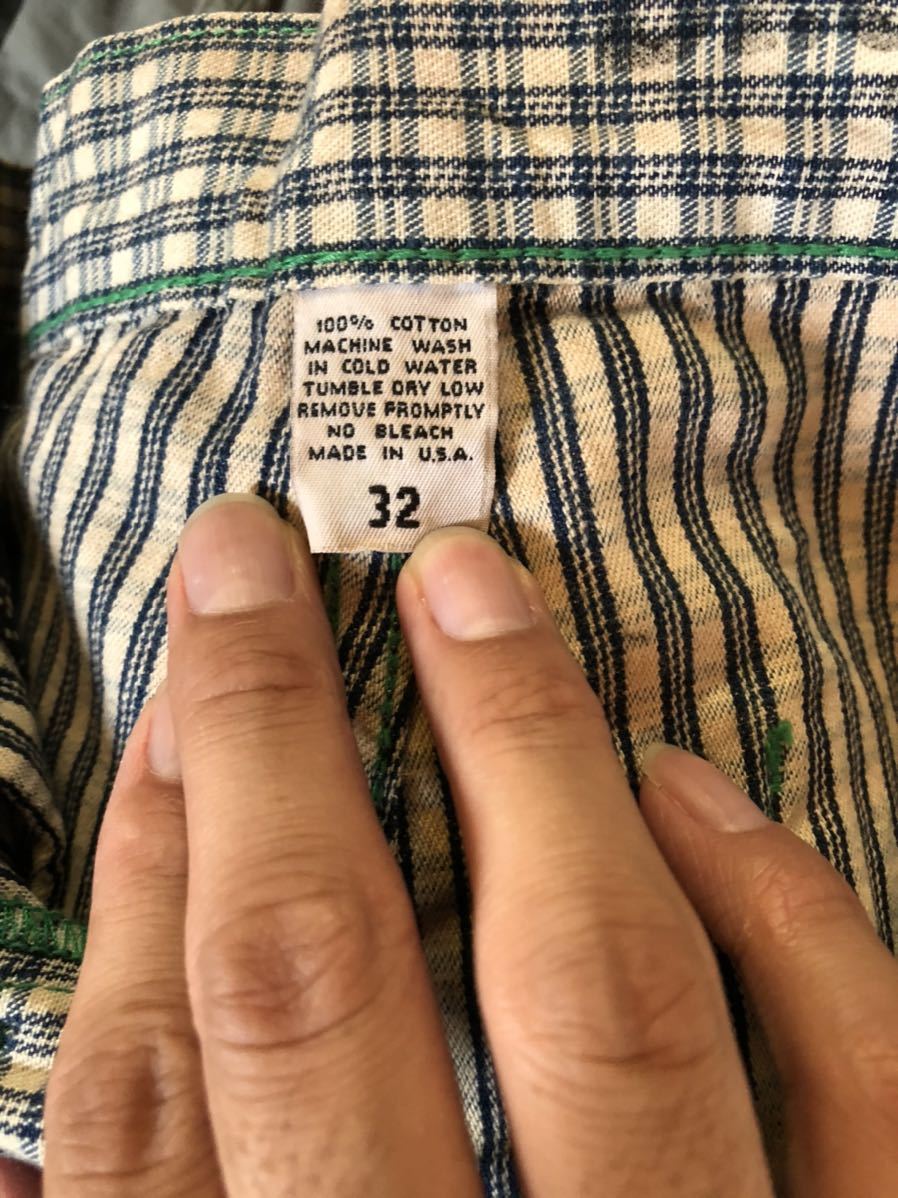 100% COTTON
MACHINE WASH
IN COLD WATER
TUMBLE DRY LOW
REMOVE PROMPTLY
NO BLEACH
MADE IN U.S.A.
32